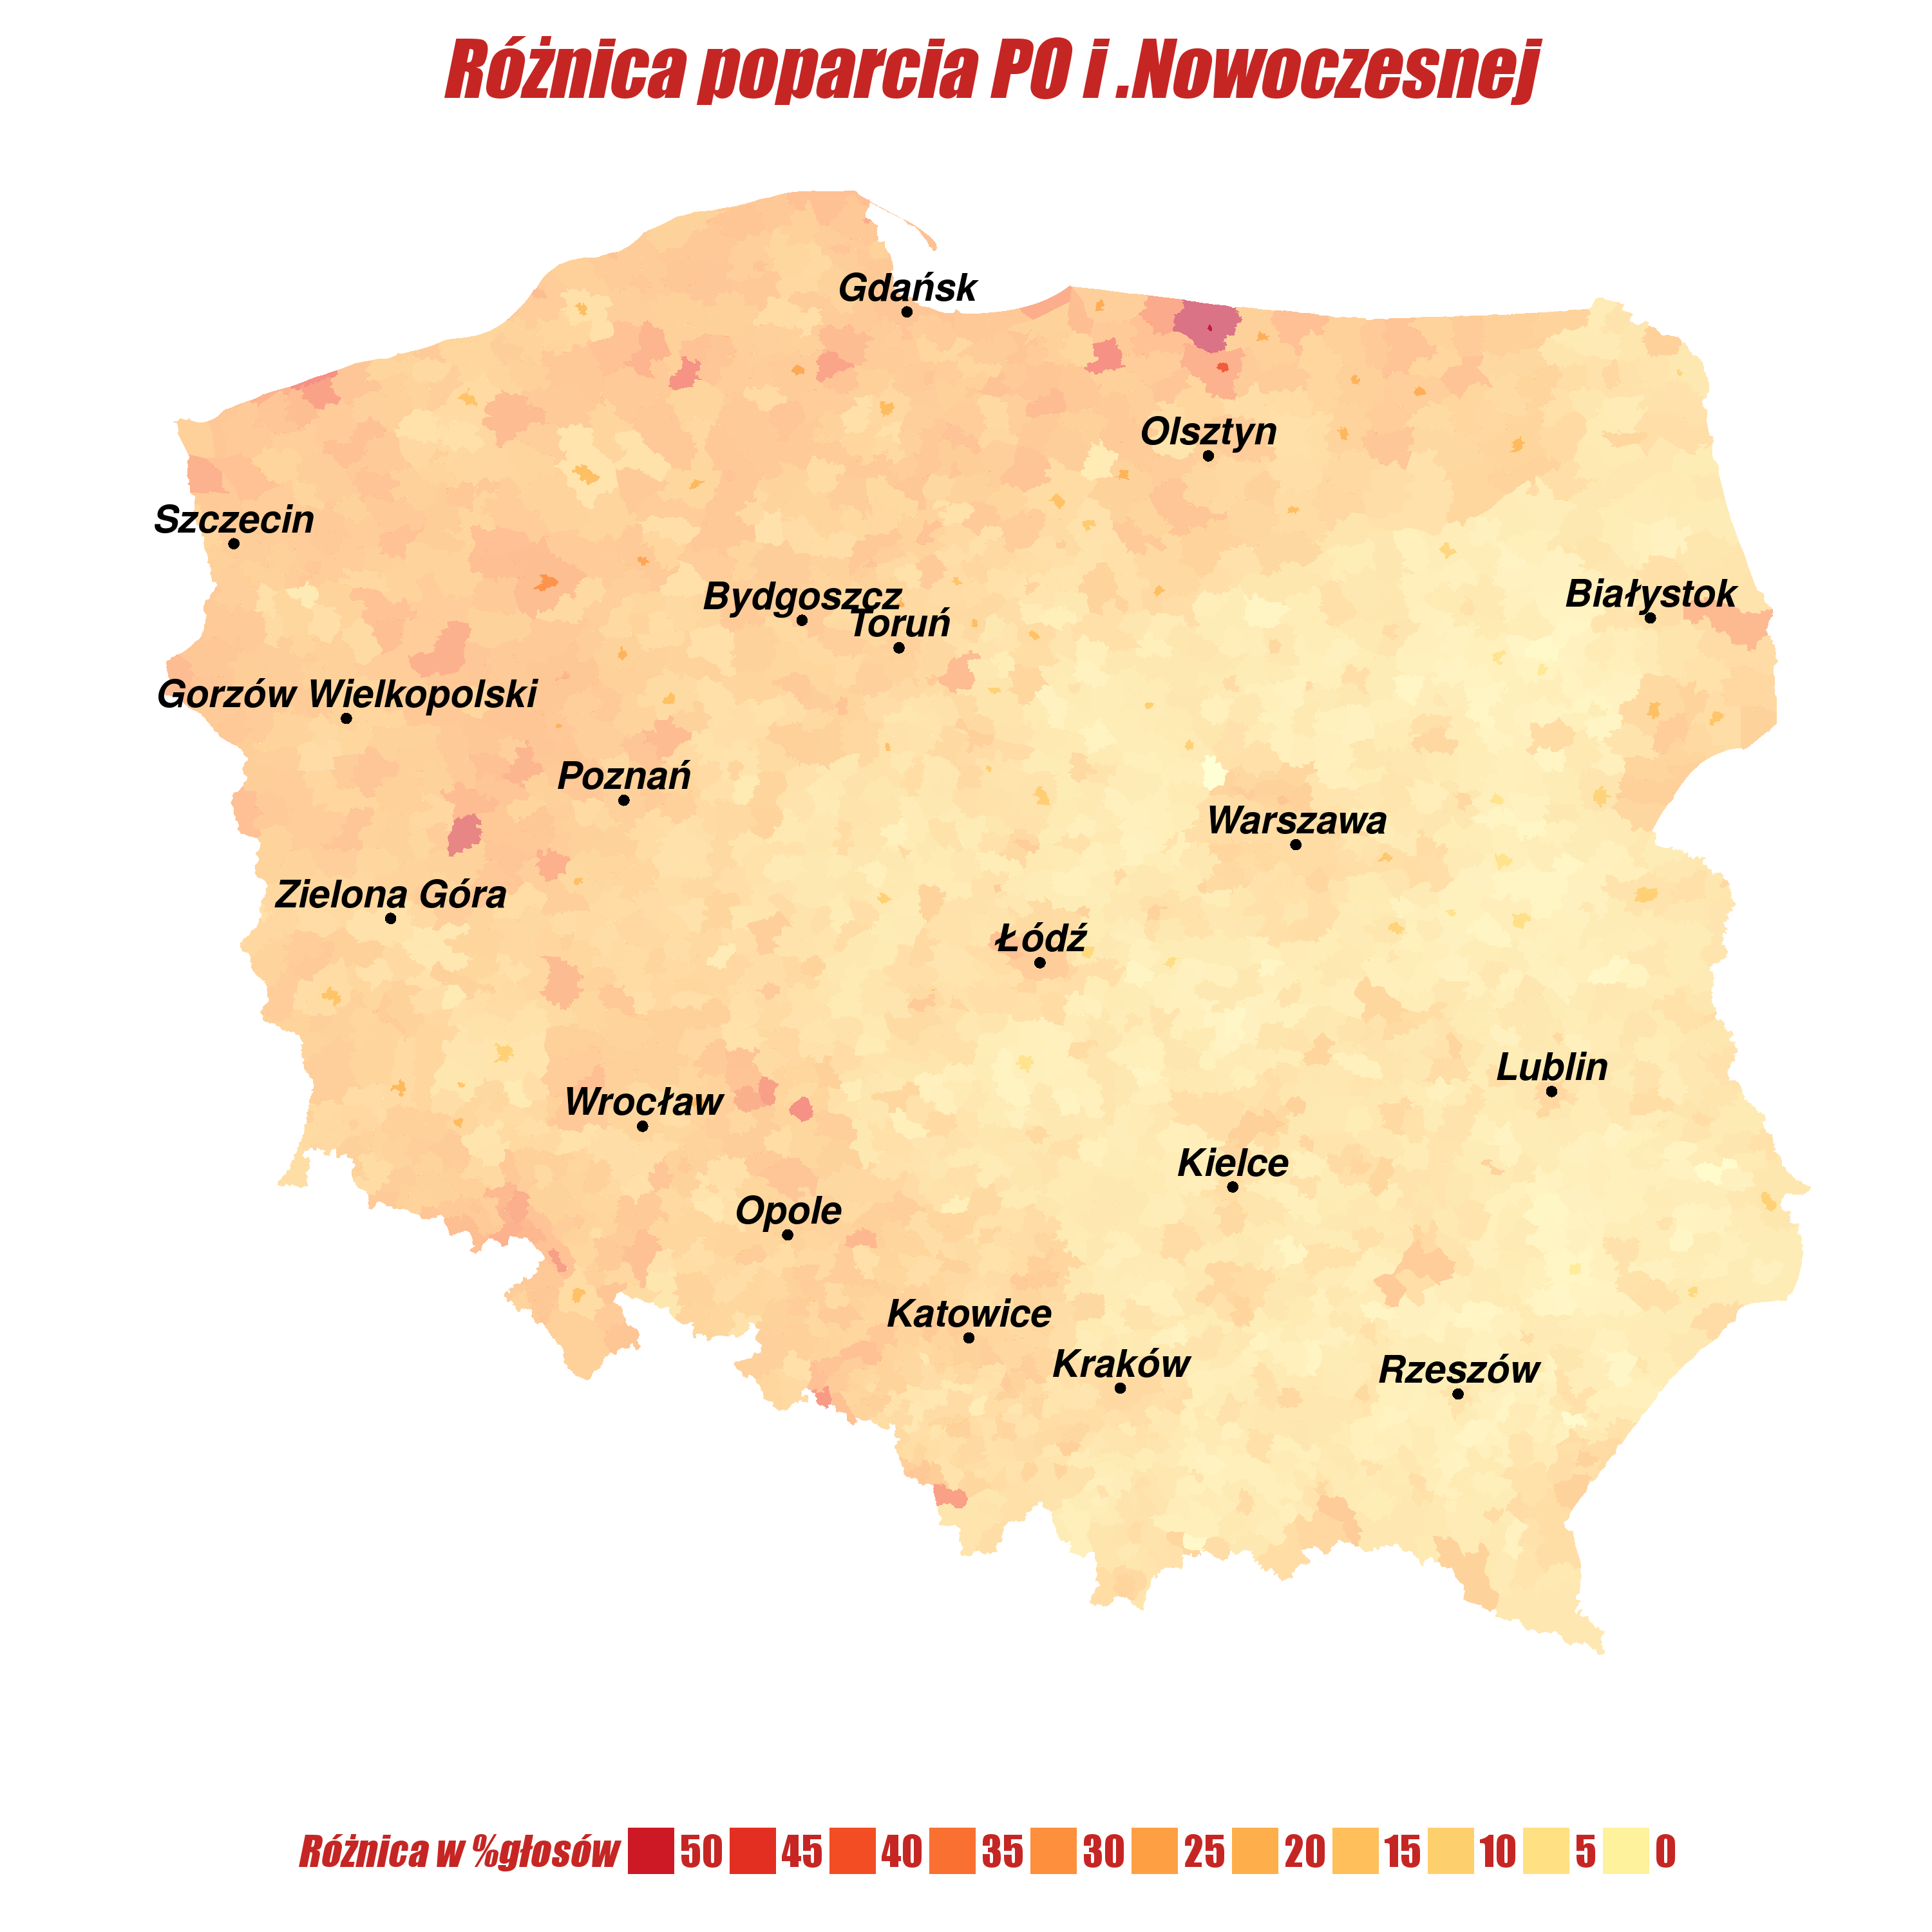 Różnica poparcia PO i .Nowoczesnej
Gdańsk
Olsztyn
Szczecin
Białystok
Bydgoszcz
Toruń
Gorzów Wielkopolski
Poznań
Warszawa
Zielona Góra
Łódź
Lublin
Wrocław
Kielce
Opole
Katowice
Kraków
Rzeszów
Różnica w %głosów 50 45 40 35 30 25 20 15 10 5 0